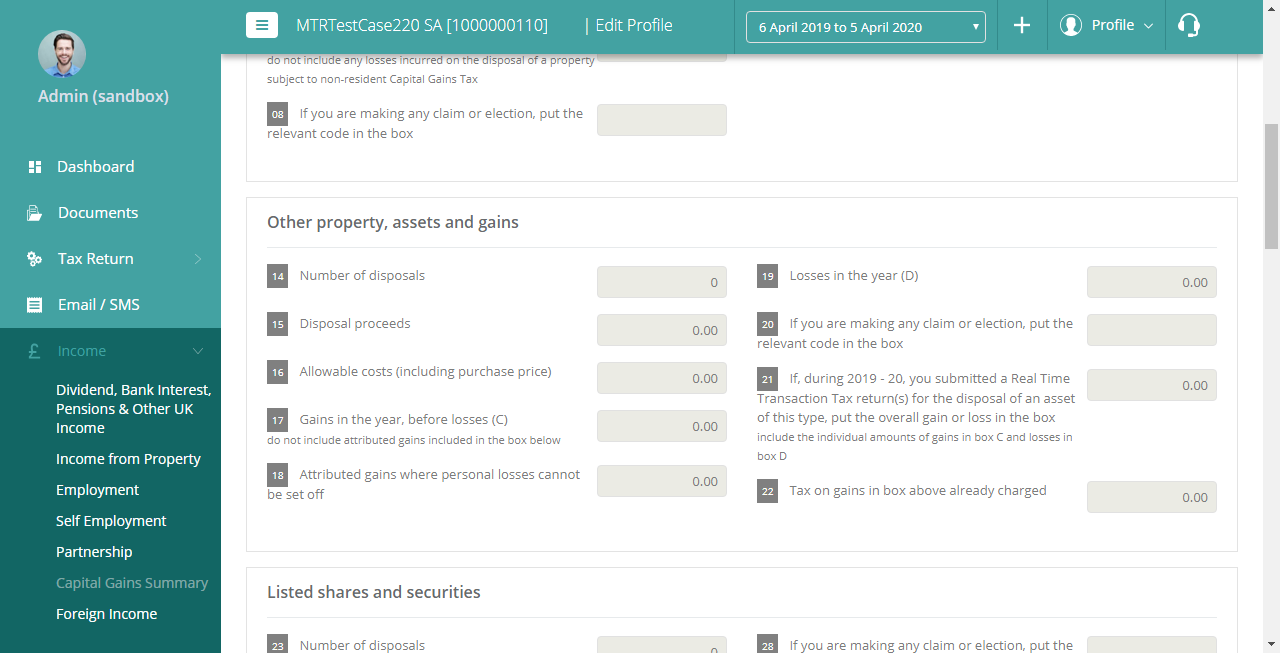 MTRTestCase220 SA [1000000110]
| Edit Profile
6 April 2019 to 5 April 2020
Profile
Admin (sandbox)
Dashboard
Documents
Tax Return
Email / SMS
£ Income
Dividend, Bank Interest,
Pensions & Other UK
Income
Income from Property
Employment
Self Employment
Partnership
Capital Gains Summary
Foreign Income
do not include any losses incurred on the disposal of a property
subject to non-resident Capital Gains Tax
08 If you are making any claim or election, put the
relevant code in the box
Other property, assets and gains
14 Number of disposals 0
15 Disposal proceeds 0.00
16 Allowable costs (including purchase price) 0.00
17 Gains in the year, before losses (C) 0.00
do not include attributed gains included in the box below
18 Attributed gains where personal losses cannot 0.00
be set off
19 Losses in the year (D) 0.00
20 If you are making any claim or election, put the
relevant code in the box
21 If, during 2019 - 20, you submitted a Real Time 0.00
Transaction Tax return(s) for the disposal of an asset
of this type, put the overall gain or loss in the box
include the individual amounts of gains in box C and losses in
box D
22 Tax on gains in box above already charged 0.00
Listed shares and securities
23 Number of disposals 0
28 If you are making any claim or election, put the